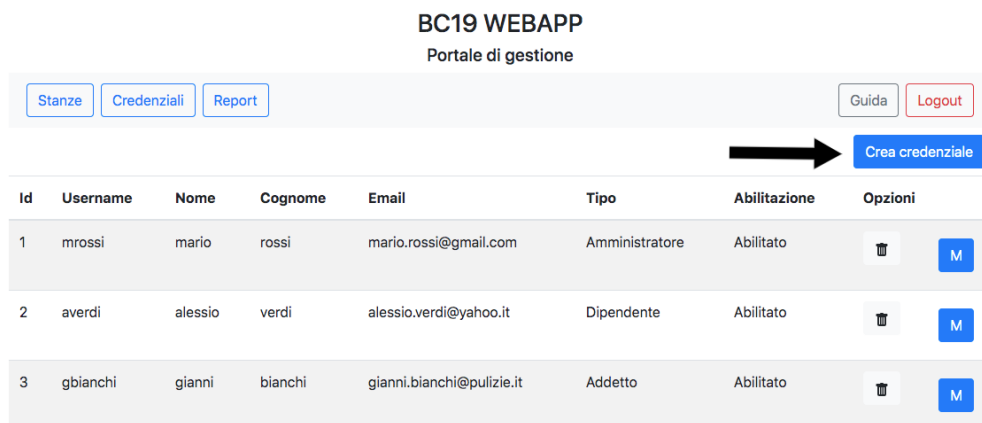 BC19 WEBAPP
Portale di gestione
Stanze Credenziali Report Guida Logout
Crea credenziale
Id Username Nome Cognome Email Tipo Abilitazione Opzioni
1 mrossi mario rossi mario.rossi@gmail.com Amministratore Abilitato M
2 averdi alessio verdi alessio.verdi@yahoo.it Dipendente Abilitato M
3 gbianchi gianni bianchi gianni.bianchi@pulizie.it Addetto Abilitato M